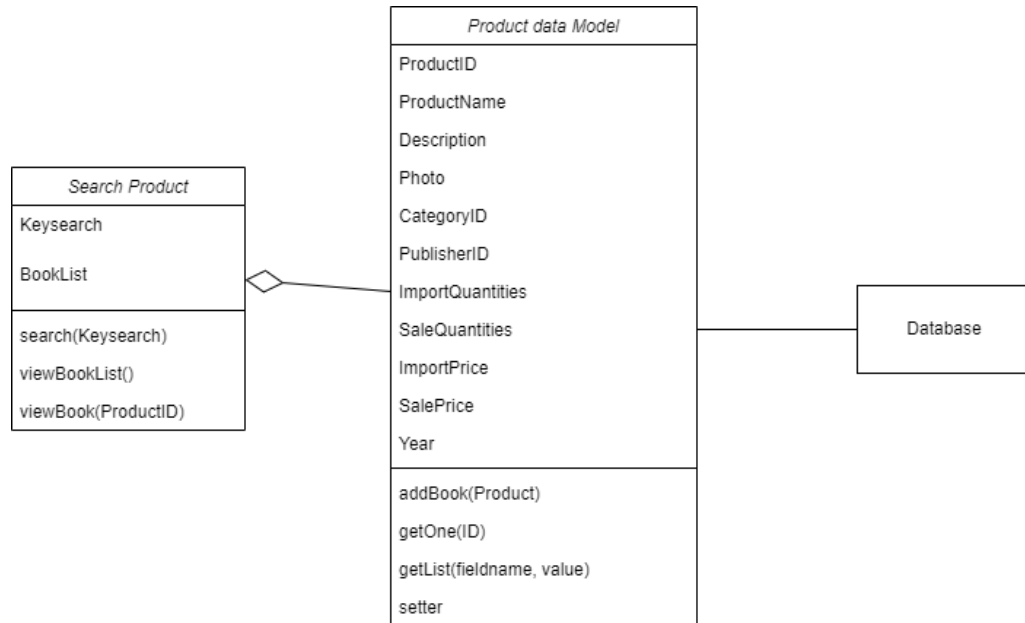 Product data Model
ProductID
ProductName
Description
Photo
CategoryID
PublisherID
ImportQuantities
SaleQuantities
ImportPrice
SalePrice
Year
addBook(Product)
getOne(ID)
getList(fieldname, value)
setter
Search Product
Keysearch
BookList
search(Keysearch)
viewBookList()
viewBook(ProductID)
Database